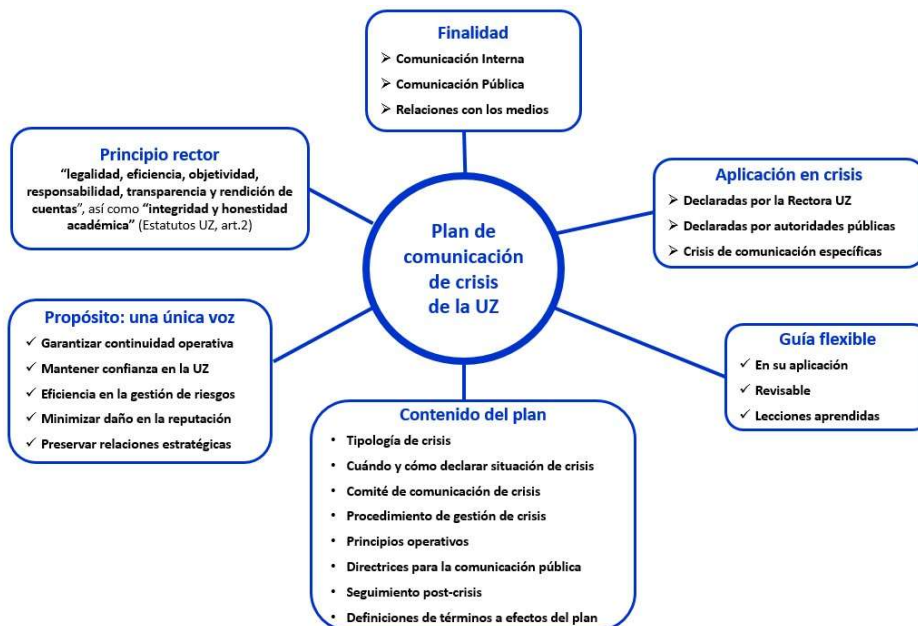 Finalidad
Comunicación Interna
Comunicación Pública
Relaciones con los medios
Principio rector
"legalidad, eficiencia, objetividad,
responsabilidad, transparencia y rendición de
cuentas", así como "integridad y honestidad
académica" (Estatutos UZ, art.2)
Aplicación en crisis
Declaradas por la Rectora UZ
Declaradas por autoridades públicas
Crisis de comunicación específicas
Plan de
comunicación
de crisis
de la UZ
Propósito: una única voz
Garantizar continuidad operativa
Mantener confianza en la UZ
Eficiencia en la gestión de riesgos
Minimizar daño en la reputación
Preservar relaciones estratégicas
Guía flexible
En su aplicación
Revisable
Lecciones aprendidas
Contenido del plan
Tipología de crisis
Cuándo y cómo declarar situación de crisis
Comité de comunicación de crisis
Procedimiento de gestión de crisis
Principios operativos
Directrices para la comunicación pública
Seguimiento post-crisis
Definiciones de términos a efectos del plan